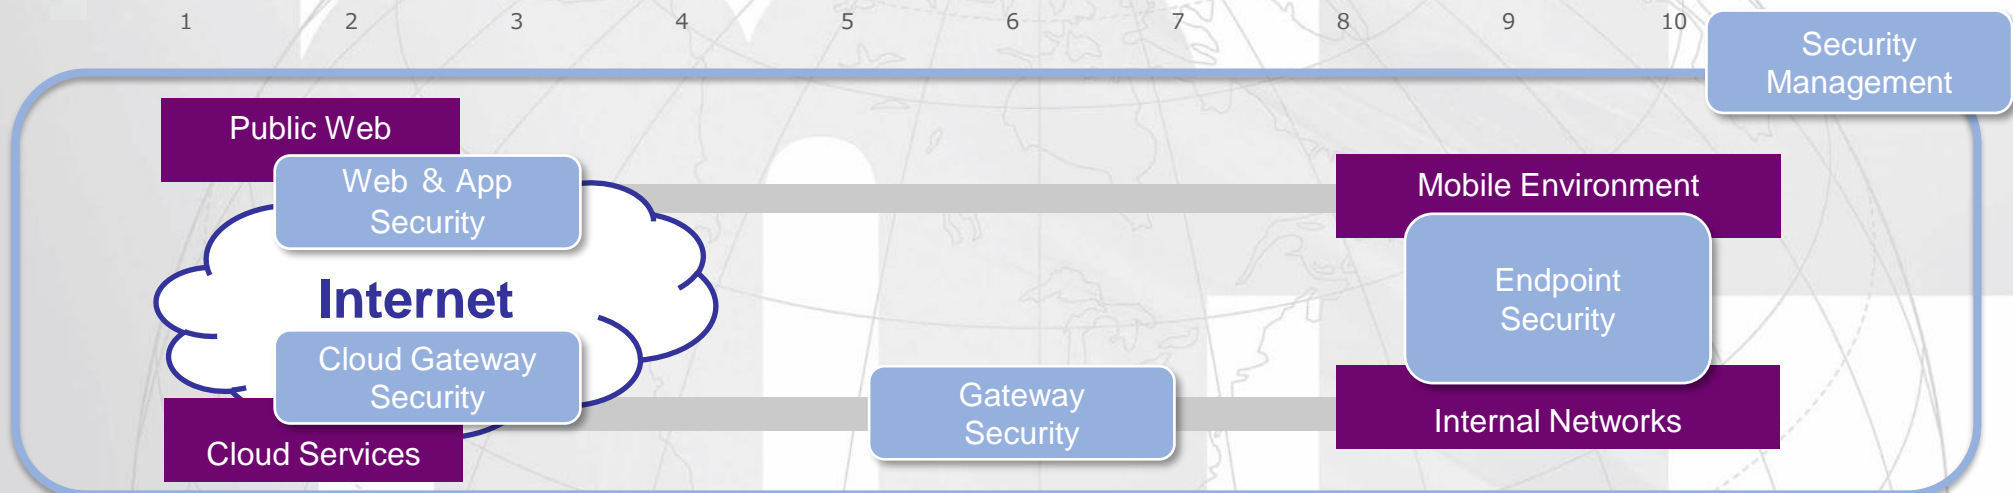 1 2 3 4 5 6 7 8 9 10
Security
Management
Public Web
Web & App
Security
Mobile Environment
Internet
Endpoint
Security
Cloud Gateway
Security
Gateway
Security
Cloud Services
Internal Networks